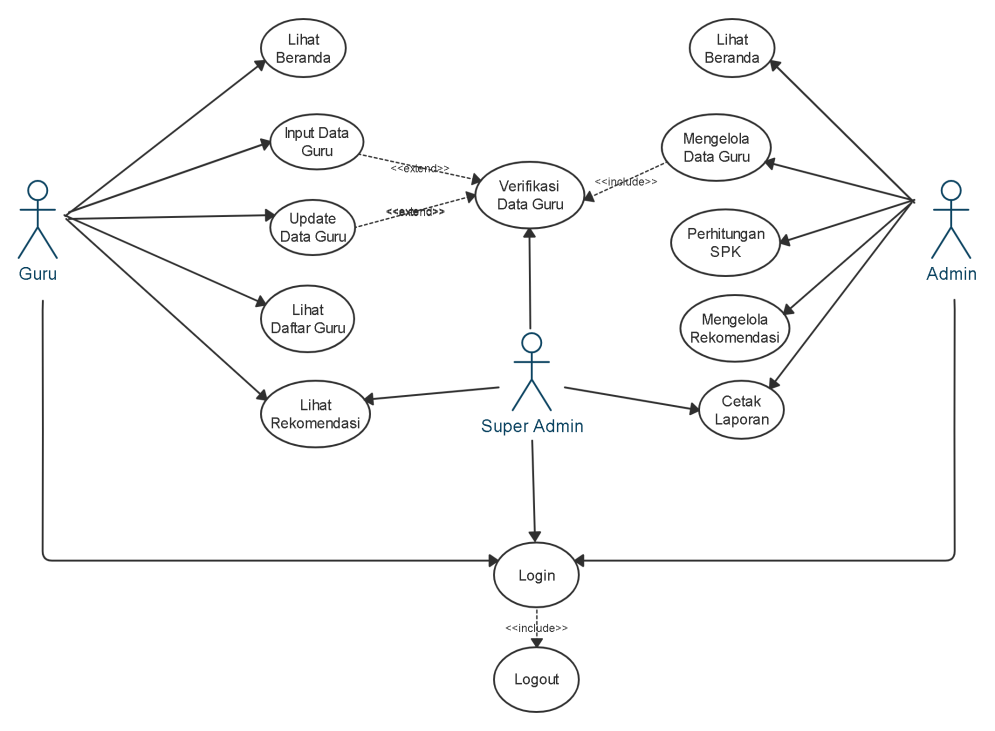 Lihat
Beranda
Lihat
Beranda
Input Data
Guru
<<extend>>
Mengelola
Data Guru
<<include>>
Verifikasi
Data Guru
Update
Data Guru
<<extend>>
Perhitungan
SPK
Guru
Admin
Lihat
Daftar Guru
Mengelola
Rekomendasi
Lihat
Rekomendasi
Super Admin
Cetak
Laporan
Login
<<include>>
Logout